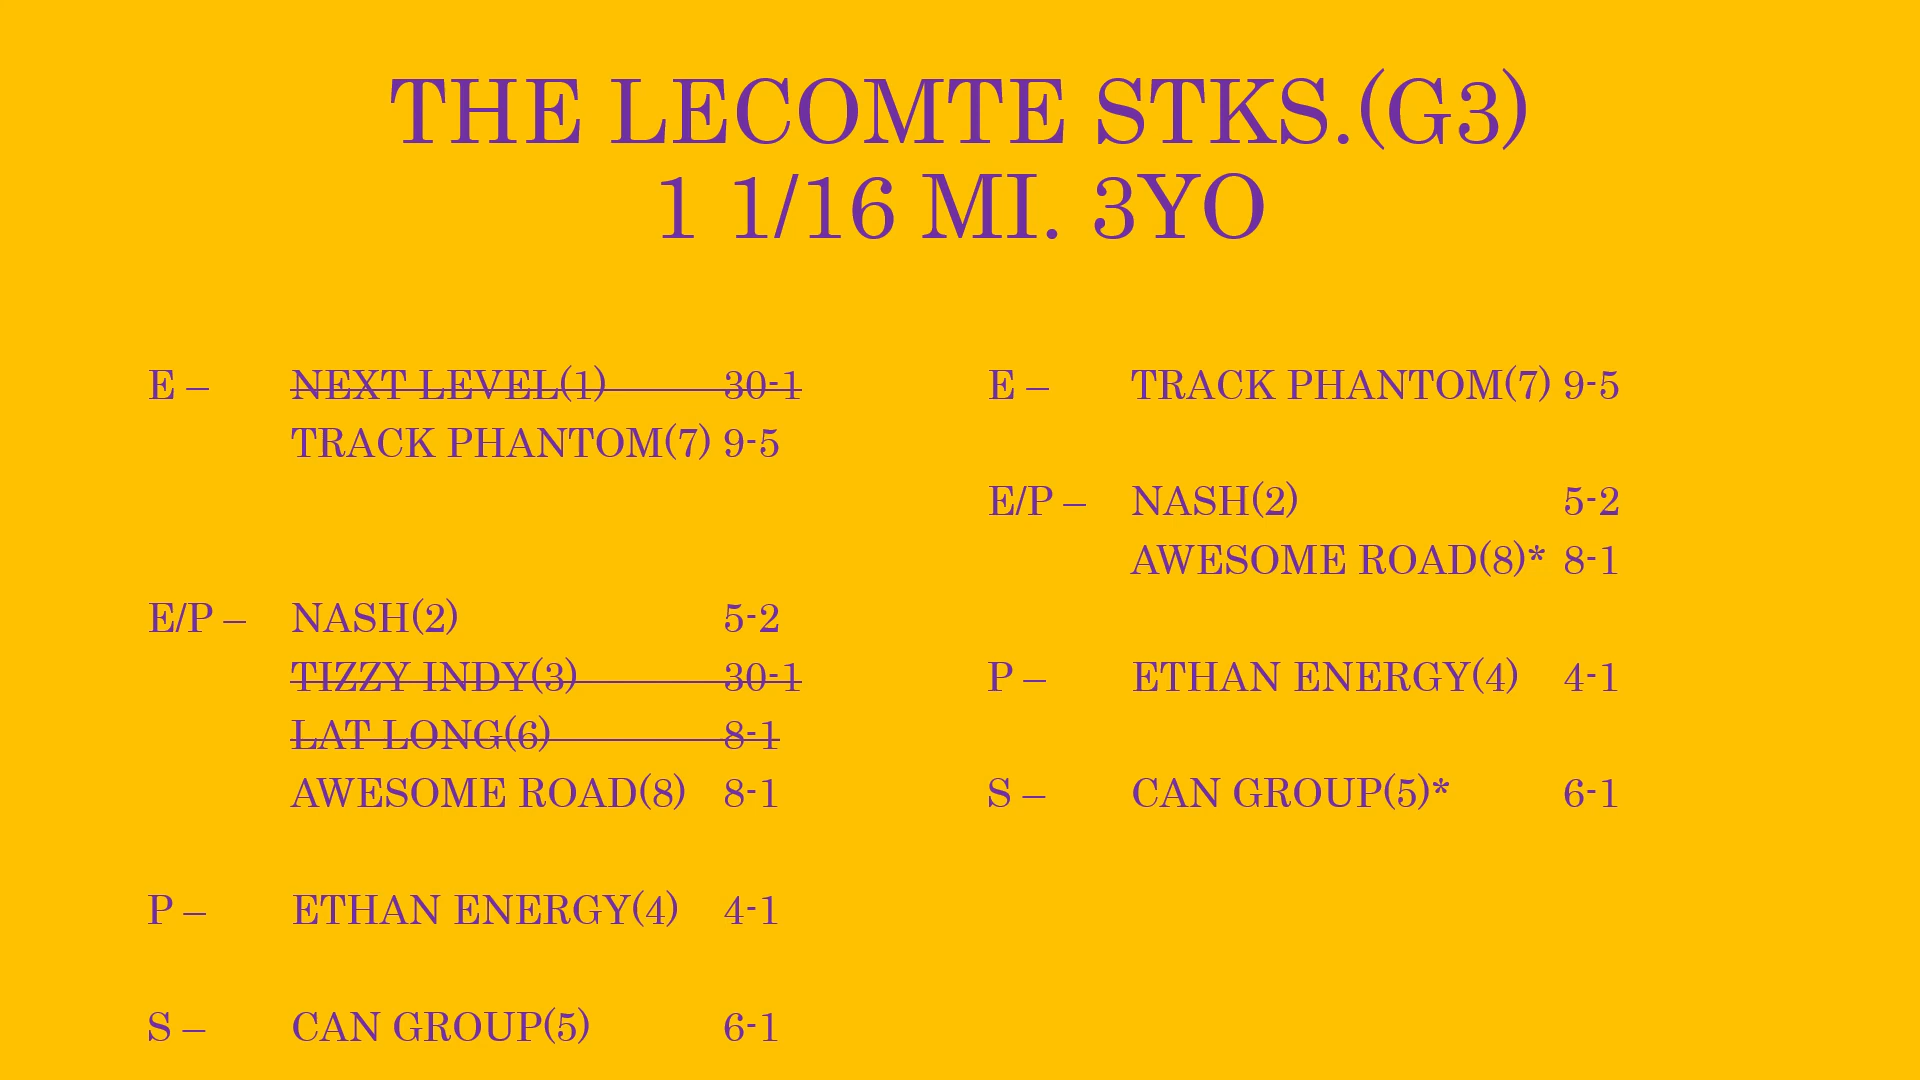 THE LECOMTE STKS.(G3)
1 1/16 MI. 3YO
E – NEXT LEVEL(1) 30-1
TRACK PHANTOM(7) 9-5
E/P – NASH(2) 5-2
TIZZY INDY(3) 30-1
LAT LONG(6) 8-1
AWESOME ROAD(8) 8-1
P – ETHAN ENERGY(4) 4-1
S – CAN GROUP(5) 6-1
E – TRACK PHANTOM(7) 9-5
E/P – NASH(2) 5-2
AWESOME ROAD(8)* 8-1
P – ETHAN ENERGY(4) 4-1
S – CAN GROUP(5)* 6-1